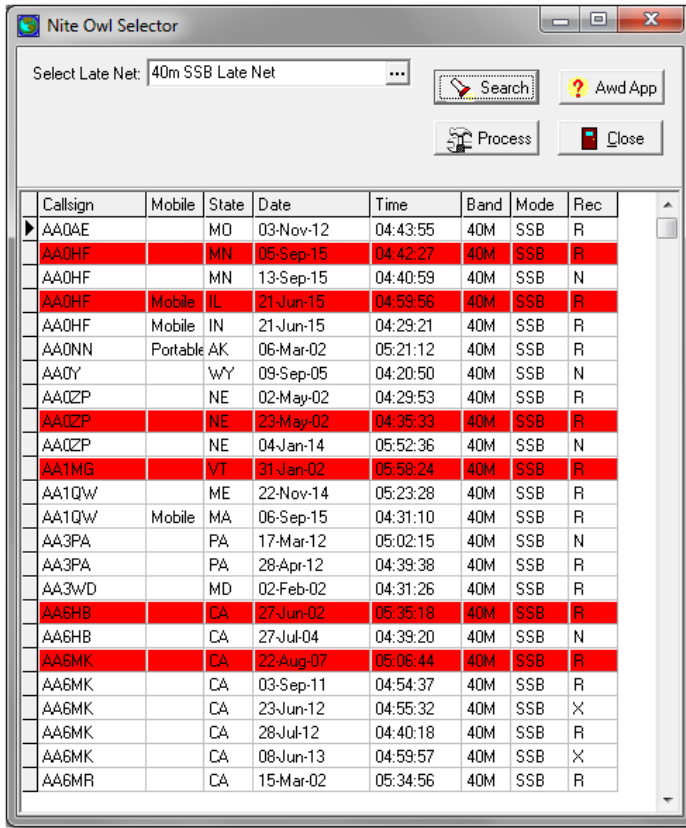 Nite Owl Selector
Select Late Net: 40m SSB Late Net ...
Search
? Awd App
Process
Close
Callsign Mobile State Date Time Band Mode Rec
AA0AE MO 03-Nov-12 04:43:55 40M SSB R
AA0HF MN 05-Sep-15 04:42:27 40M SSB R
AA0HF MN 13-Sep-15 04:40:59 40M SSB N
AA0HF Mobile IL 21-Jun-15 04:59:56 40M SSB R
AA0HF Mobile IN 21-Jun-15 04:29:21 40M SSB R
AA0NN Portable AK 06-Mar-02 05:21:12 40M SSB R
AA0Y WY 09-Sep-05 04:20:50 40M SSB N
AA0ZP NE 02-May-02 04:29:53 40M SSB R
AA0ZP NE 23-May-02 04:35:33 40M SSB R
AA0ZP NE 04-Jan-14 05:52:36 40M SSB N
AA1MG VT 31-Jan-02 05:58:24 40M SSB R
AA1QW ME 22-Nov-14 05:23:28 40M SSB R
AA1QW Mobile MA 06-Sep-15 04:31:10 40M SSB R
AA3PA PA 17-Mar-12 05:02:15 40M SSB N
AA3PA PA 28-Apr-12 04:39:38 40M SSB R
AA3WD MD 02-Feb-02 04:31:26 40M SSB R
AA6HB CA 27-Jun-02 05:35:18 40M SSB R
AA6HB CA 27-Jul-04 04:39:20 40M SSB N
AA6MK CA 22-Aug-07 05:06:44 40M SSB R
AA6MK CA 03-Sep-11 04:54:37 40M SSB R
AA6MK CA 23-Jun-12 04:55:32 40M SSB X
AA6MK CA 28-Jul-12 04:40:18 40M SSB R
AA6MK CA 08-Jun-13 04:59:57 40M SSB X
AA6MR CA 15-Mar-02 05:34:56 40M SSB R